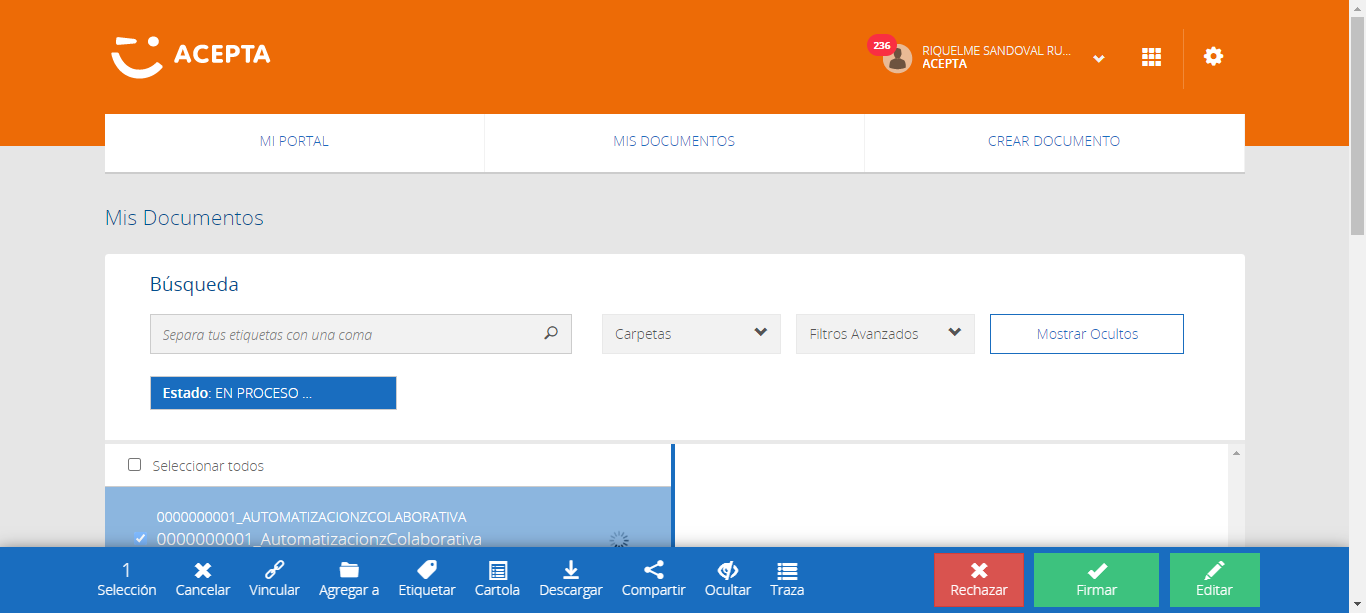 ACEPTA
236
RIQUELME SANDOVAL RU...
ACEPTA
MI PORTAL
MIS DOCUMENTOS
CREAR DOCUMENTO
Mis Documentos
Búsqueda
Separa tus etiquetas con una coma
Carpetas
Filtros Avanzados
Mostrar Ocultos
Estado: EN PROCESO ...
Seleccionar todos
0000000001_AUTOMATIZACIONZCOLABORATIVA
0000000001_AutomatizacionzColaborativa
1
Selección
Cancelar
Vincular
Agregar a
Etiquetar
Cartola
Descargar
Compartir
Ocultar
Traza
Rechazar
Firmar
Editar